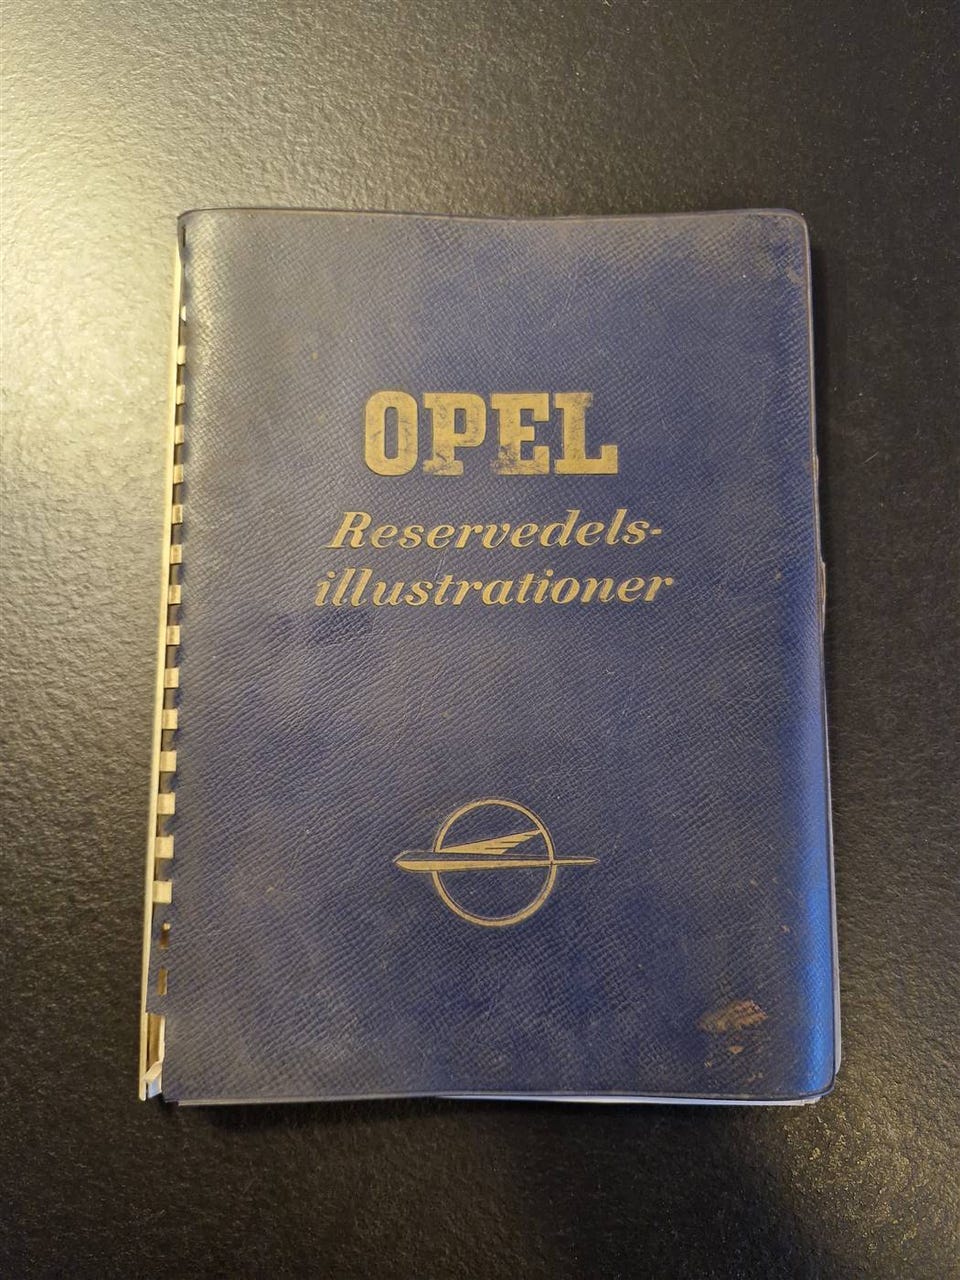 OPEL
Reservedels-
illustrationer